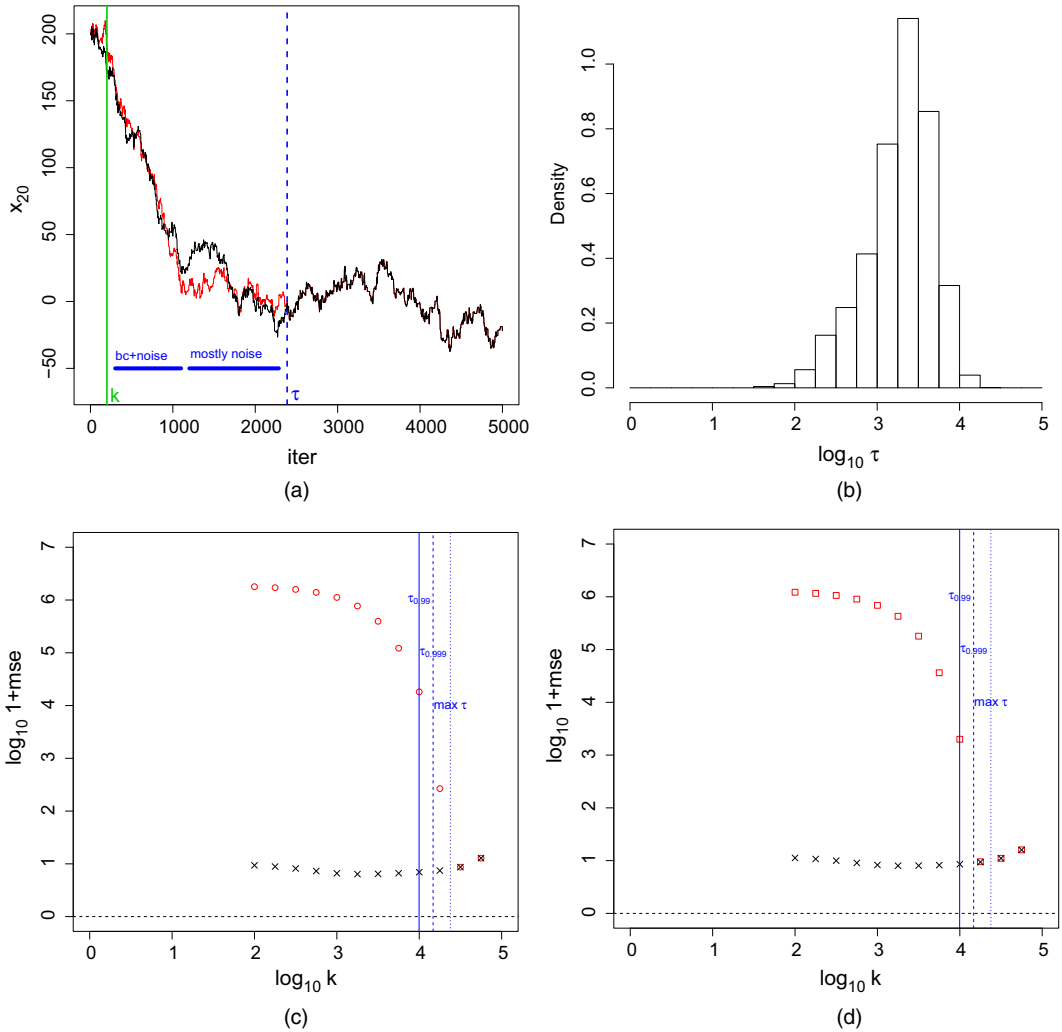 200
150
100
50
0
−50
x20
bc+noise
mostly noise
k
τ
0
1000
2000
3000
4000
5000
iter
(a)
1.0
0.8
0.6
0.4
0.2
0.0
Density
0
1
2
3
4
5
log10 τ
(b)
7
6
5
4
3
2
1
0
log10 1+mse
τ0.99
τ0.999
max τ
0
1
2
3
4
5
log10 k
(c)
7
6
5
4
3
2
1
0
log10 1+mse
τ0.99
τ0.999
max τ
0
1
2
3
4
5
log10 k
(d)